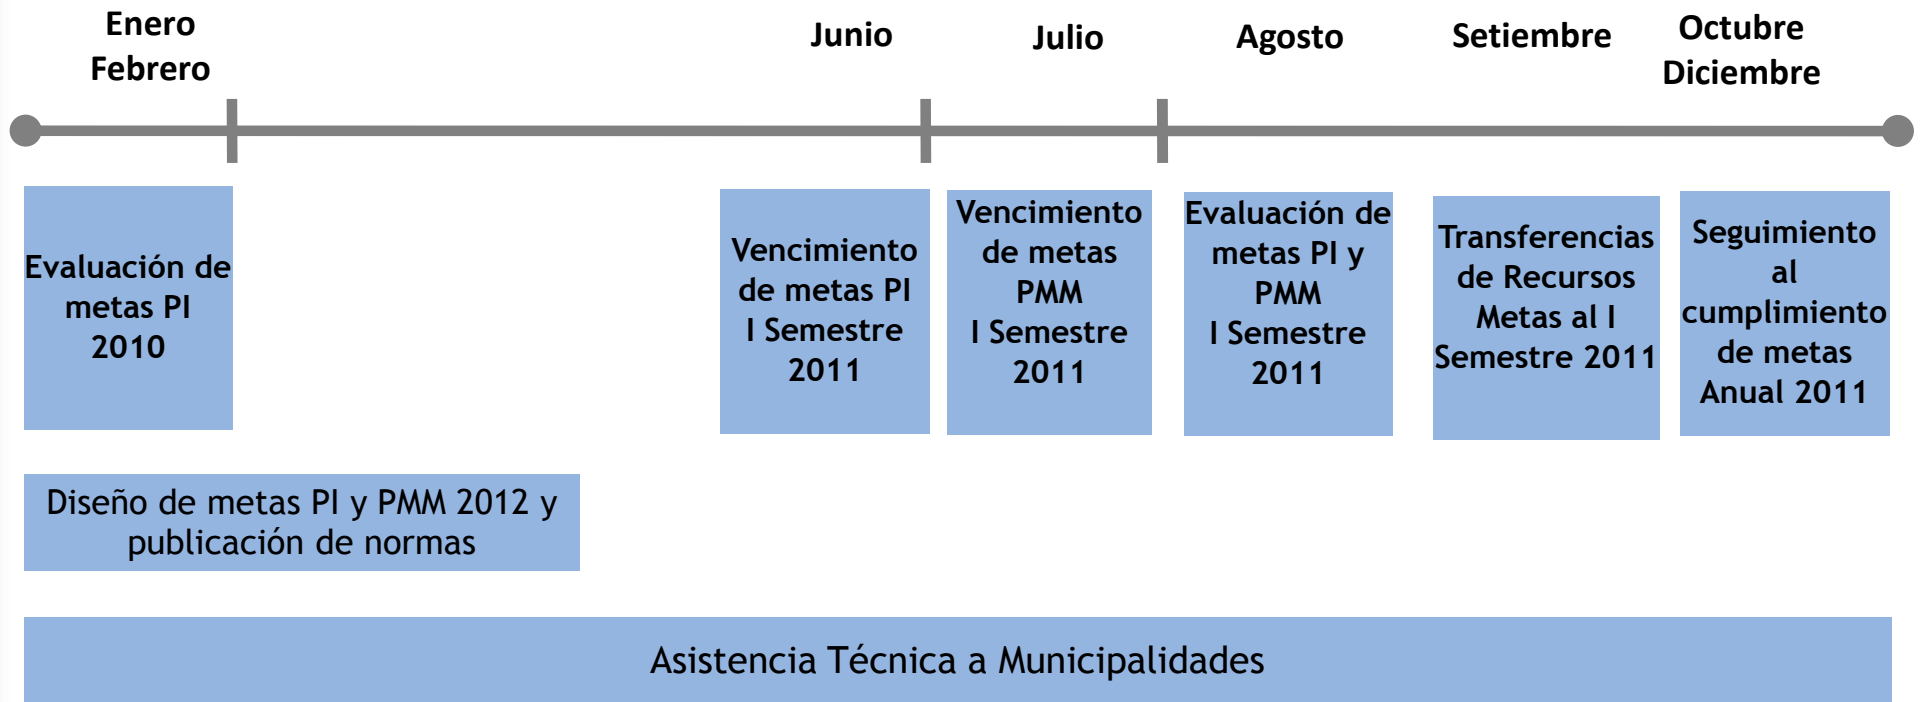 Enero
Febrero
Junio
Julio
Agosto
Setiembre
Octubre
Diciembre
Evaluación de
metas PI
2010
Vencimiento
de metas PI
I Semestre
2011
Vencimiento
de metas
PMM
I Semestre
2011
Evaluación de
metas PI y
PMM
I Semestre
2011
Transferencias
de Recursos
Metas al I
Semestre 2011
Seguimiento
al
cumplimiento
de metas
Anual 2011
Diseño de metas PI y PMM 2012 y
publicación de normas
Asistencia Técnica a Municipalidades